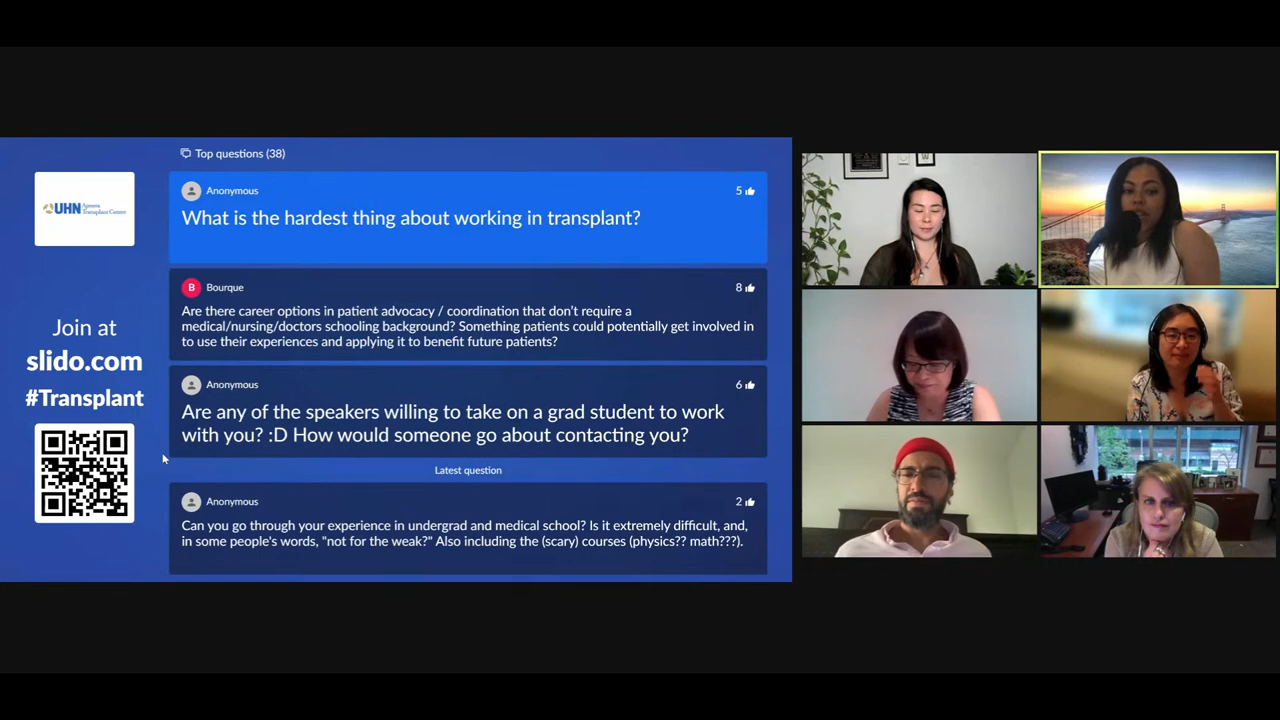 Top questions (38)
Anonymous
5
What is the hardest thing about working in transplant?
UHN Ajmera
Transplant Centre
B
Bourque
8
Are there career options in patient advocacy / coordination that don't require a
medical/nursing/doctors schooling background? Something patients could potentially get involved in
to use their experiences and applying it to benefit future patients?
Join at
slido.com
#Transplant
Anonymous
6
Are any of the speakers willing to take on a grad student to work
with you? :D How would someone go about contacting you?
Latest question
Anonymous
2
Can you go through your experience in undergrad and medical school? Is it extremely difficult, and,
in some people's words, "not for the weak?" Also including the (scary) courses (physics?? math???).